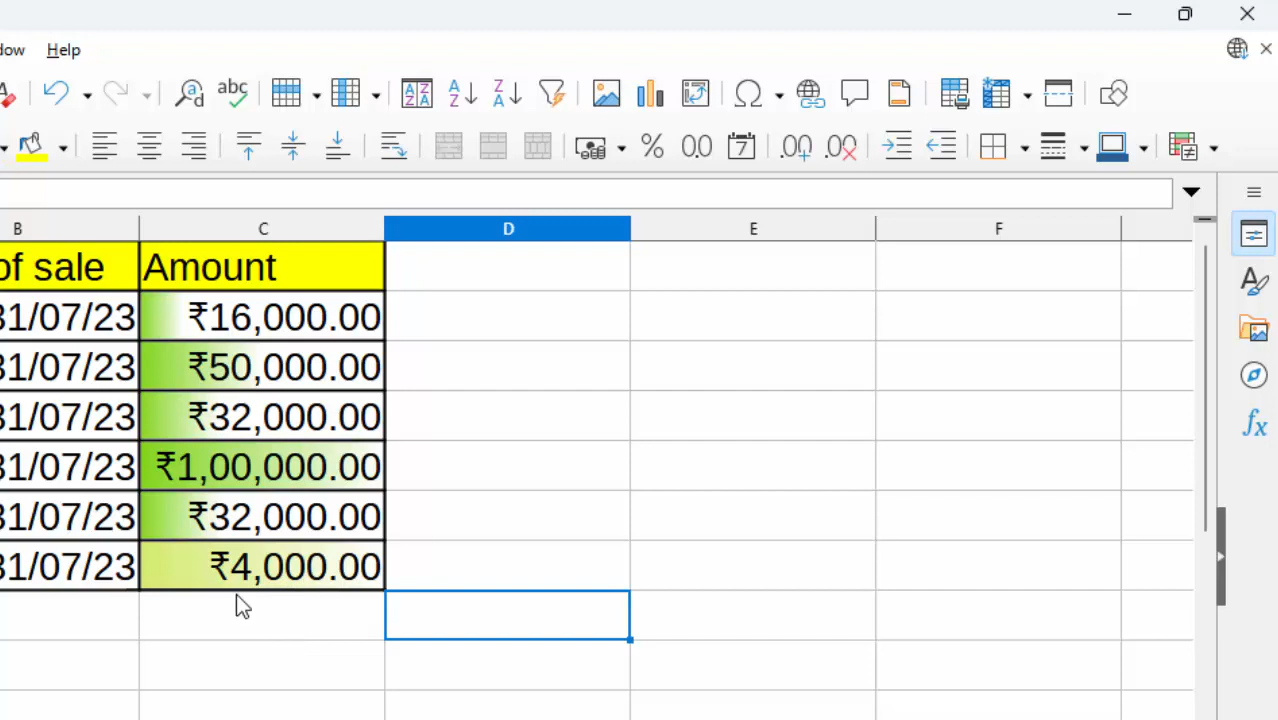 dow Help
B C D E F
of sale Amount
31/07/23 ₹16,000.00
31/07/23 ₹50,000.00
31/07/23 ₹32,000.00
31/07/23 ₹1,00,000.00
31/07/23 ₹32,000.00
31/07/23 ₹4,000.00